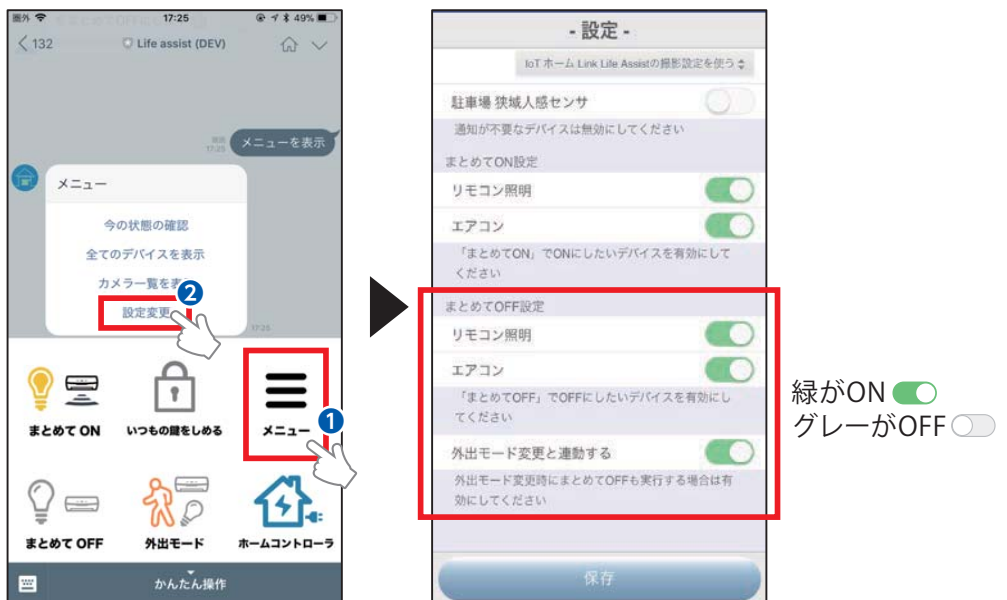 圏外
17:25
49%
132
Life assist (DEV)
17:25
メニューを表示
メニュー
今の状態の確認
全てのデバイスを表示
カメラ一覧を
設定変更
2
17:25
まとめて ON
いつもの鍵をしめる
メニュー
1
まとめて OFF
外出モード
ホームコントローラ
かんたん操作
- 設定 -
IoT ホーム Link Life Assistの撮影設定を使う
駐車場 狭域人感センサ
通知が不要なデバイスは無効にしてください
まとめてON設定
リモコン照明
エアコン
「まとめてON」でONにしたいデバイスを有効にして
ください
まとめてOFF設定
リモコン照明
エアコン
「まとめてOFF」でOFFにしたいデバイスを有効にし
てください
外出モード変更と連動する
外出モード変更時にまとめてOFFも実行する場合は有
効にしてください
保存
緑がON
グレーがOFF